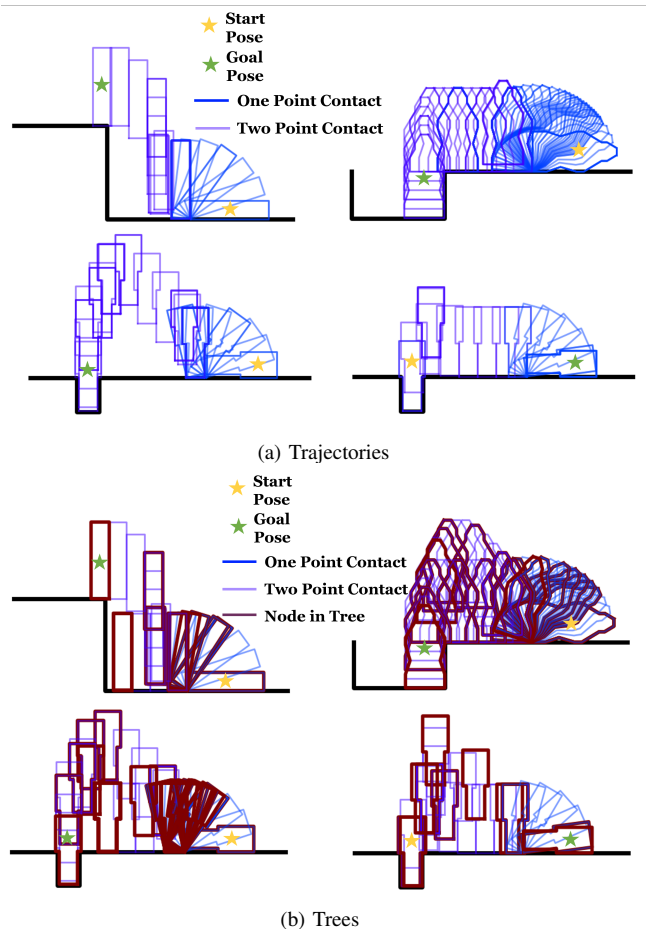 Start
Pose
Goal
Pose
One Point Contact
Two Point Contact
(a) Trajectories
Start
Pose
Goal
Pose
One Point Contact
Two Point Contact
Node in Tree
(b) Trees